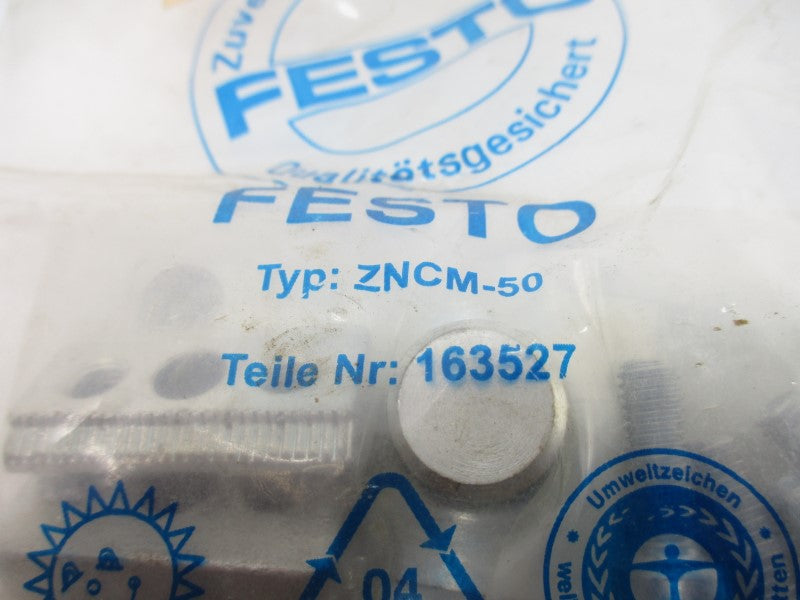 FESTO
Qualitätsgesichert
FESTO
Typ: ZNCM-50
Teile Nr: 163527
Umweltzeichen
04